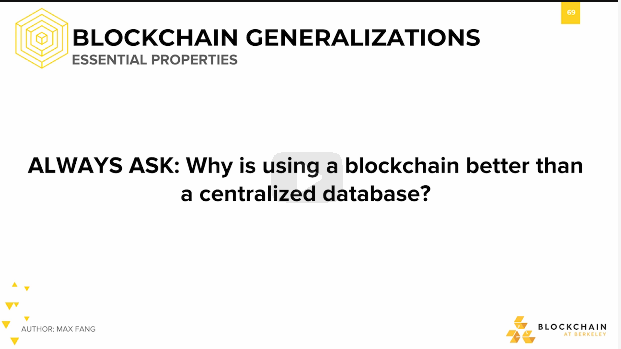 69
BLOCKCHAIN GENERALIZATIONS
ESSENTIAL PROPERTIES
ALWAYS ASK: Why is using a blockchain better than
a centralized database?
AUTHOR: MAX FANG
BLOCKCHAIN
AT BERKELEY